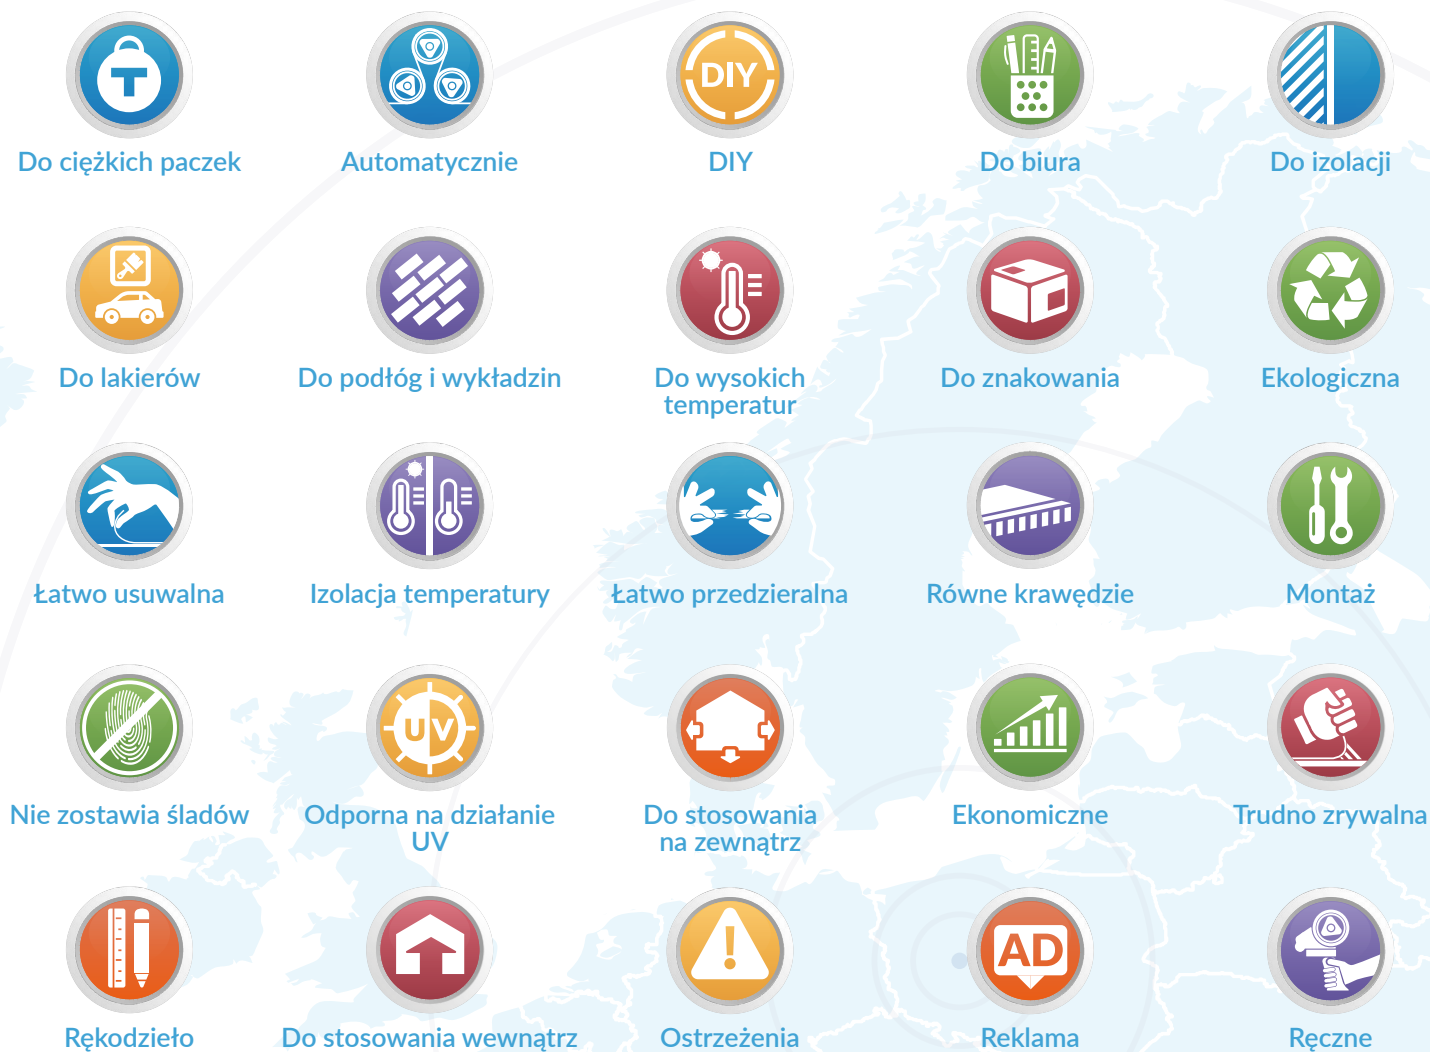 T
DIY
Do ciężkich paczek
Automatycznie
DIY
Do biura
Do izolacji
Do lakierów
Do podłóg i wykładzin
Do wysokich
temperatur
Do znakowania
Ekologiczna
Łatwo usuwalna
Izolacja temperatury
Łatwo przedzieralna
Równe krawędzie
Montaż
UV
Nie zostawia śladów
Odporna na działanie
UV
Do stosowania
na zewnątrz
Ekonomiczne
Trudno zrywalna
!
AD
Rękodzieło
Do stosowania wewnątrz
Ostrzeżenia
Reklama
Ręczne